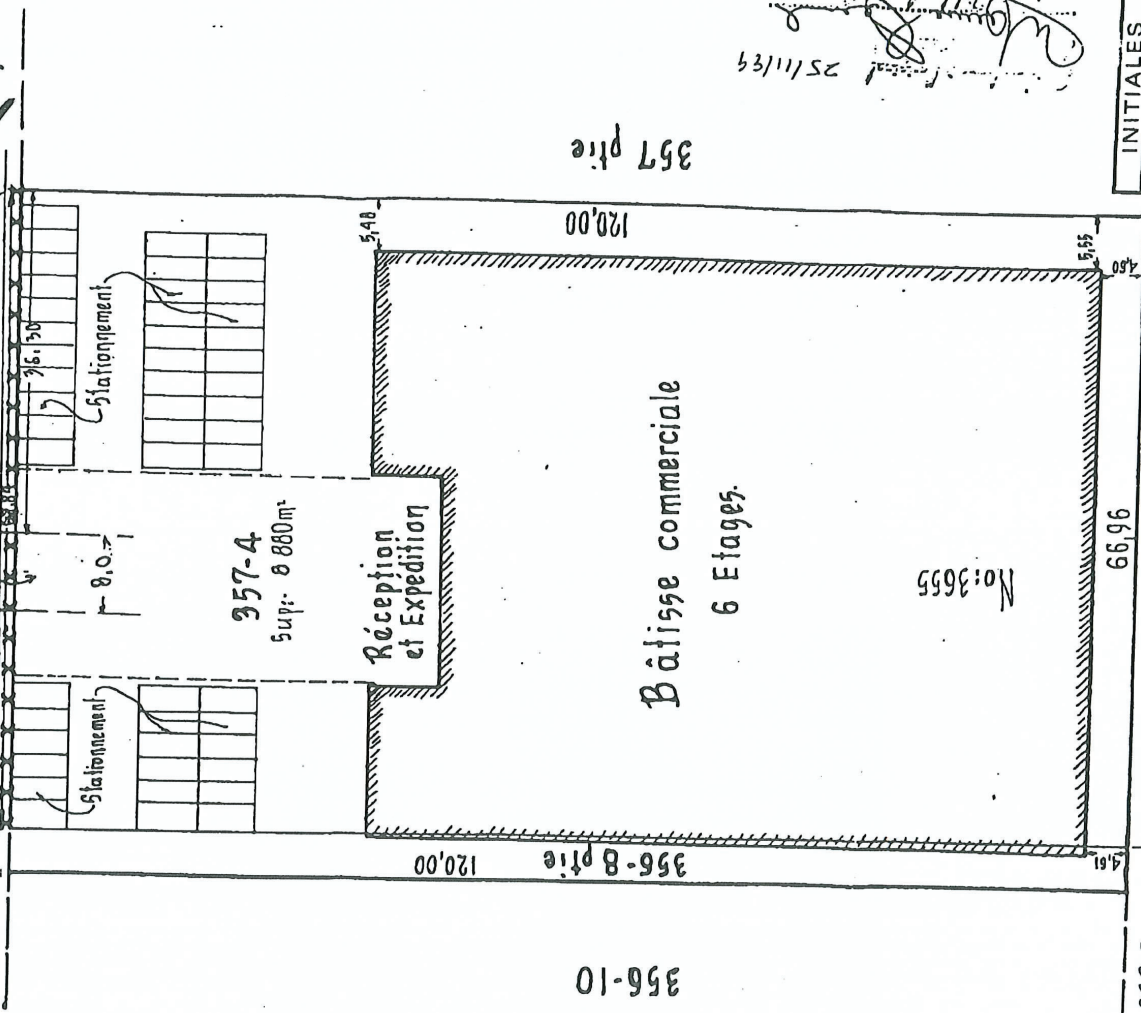 25/11/89
INITIALES
357 ptie
Stationnement
36.30
5,48
120,00
8,0
357-4
Sup:- 8 880m²
Réception
et Expédition
Stationnement
Bâtisse commerciale
6 Etages.
No:3655
5,55
4,60
66,96
4,61
356-8 ptie
120,00
356-10